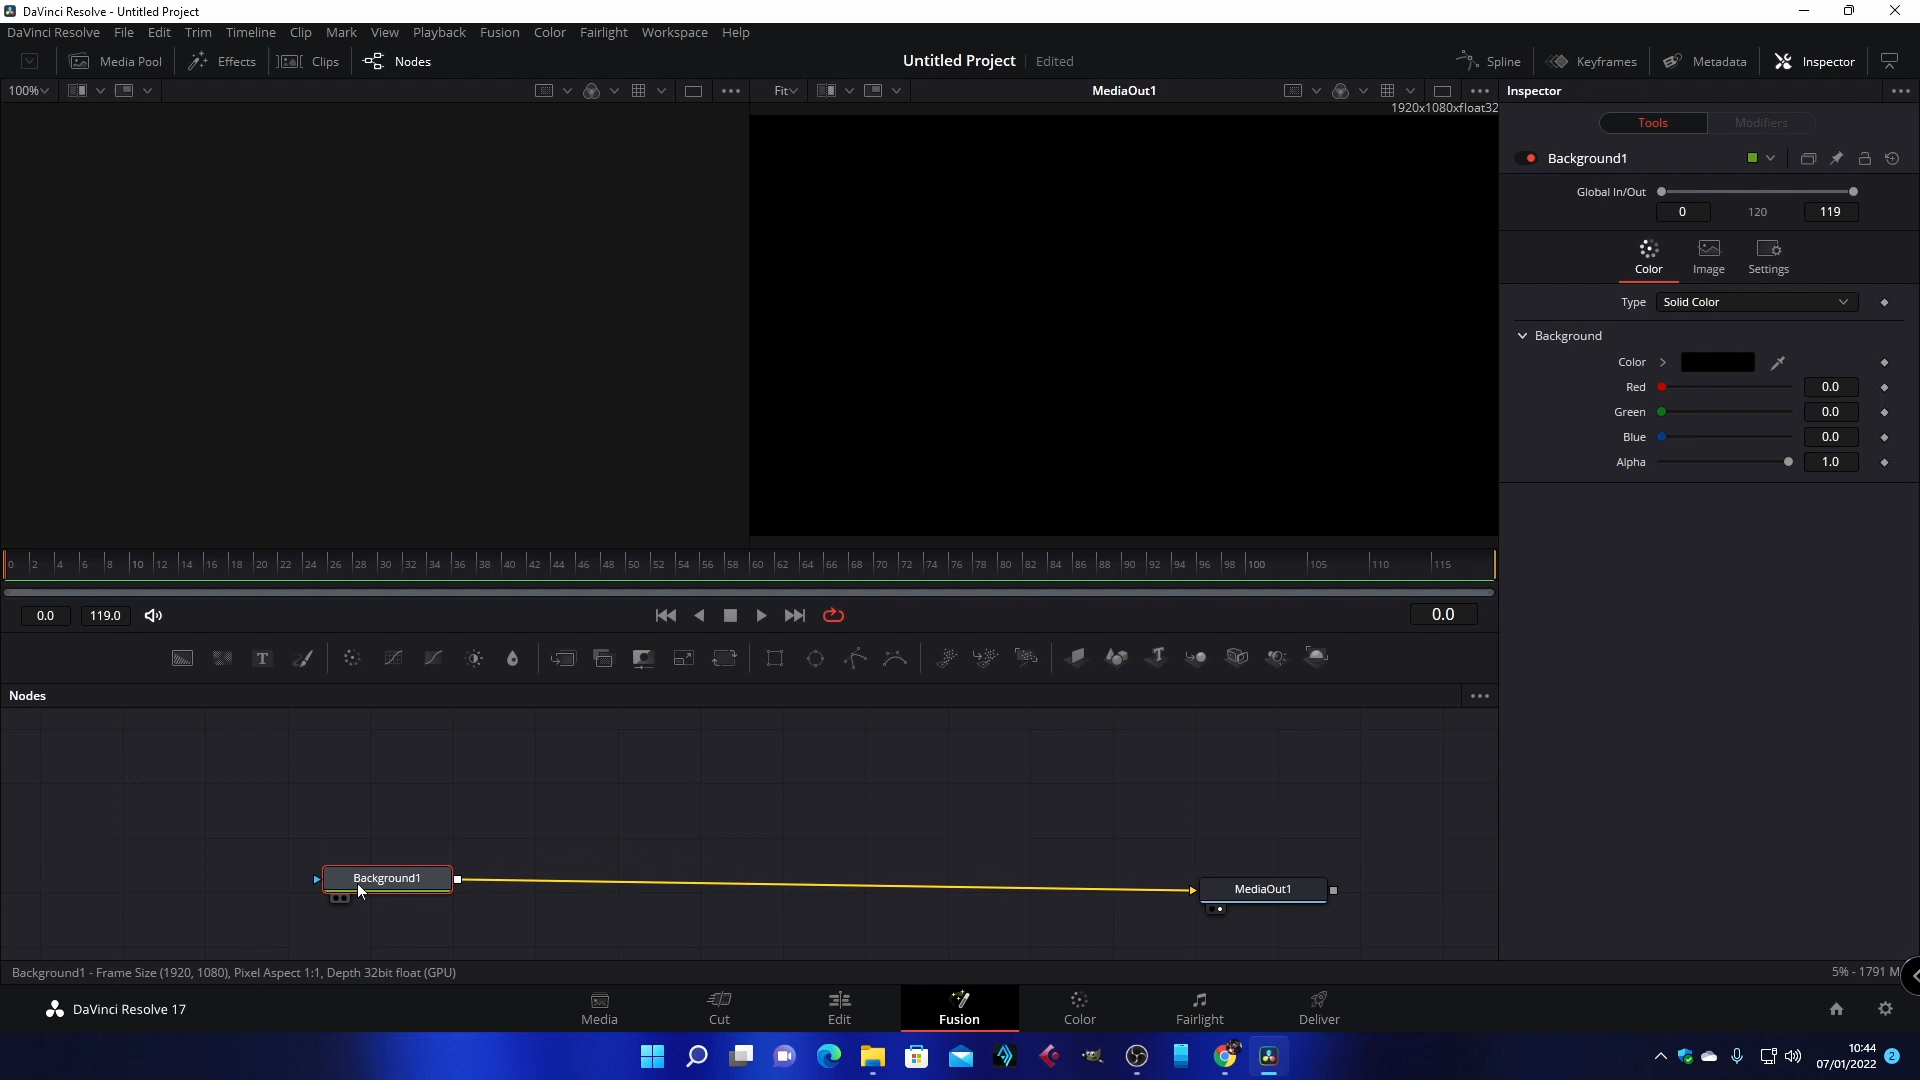 DaVinci Resolve - Untitled Project
DaVinci Resolve File Edit Trim Timeline Clip Mark View Playback Fusion Color Fairlight Workspace Help
Media Pool Effects Clips Nodes Untitled Project Edited Spline Keyframes Metadata Inspector
100% Fit MediaOut1 Inspector
1920x1080xfloat32
Tools Modifiers
Background1
Global In/Out
0 120 119
Color Image Settings
Type Solid Color
Background
Color
Red 0.0
Green 0.0
Blue 0.0
Alpha 1.0
0 2 4 6 8 10 12 14 16 18 20 22 24 26 28 30 32 34 36 38 40 42 44 46 48 50 52 54 56 58 60 62 64 66 68 70 72 74 76 78 80 82 84 86 88 90 92 94 96 98 100 105 110 115
0.0 119.0 0.0
T T
Nodes
Background1
MediaOut1
Background1 - Frame Size (1920, 1080), Pixel Aspect 1:1, Depth 32bit float (GPU) 5% - 1791 M
DaVinci Resolve 17 Media Cut Edit Fusion Color Fairlight Deliver
10:44
07/01/2022 2